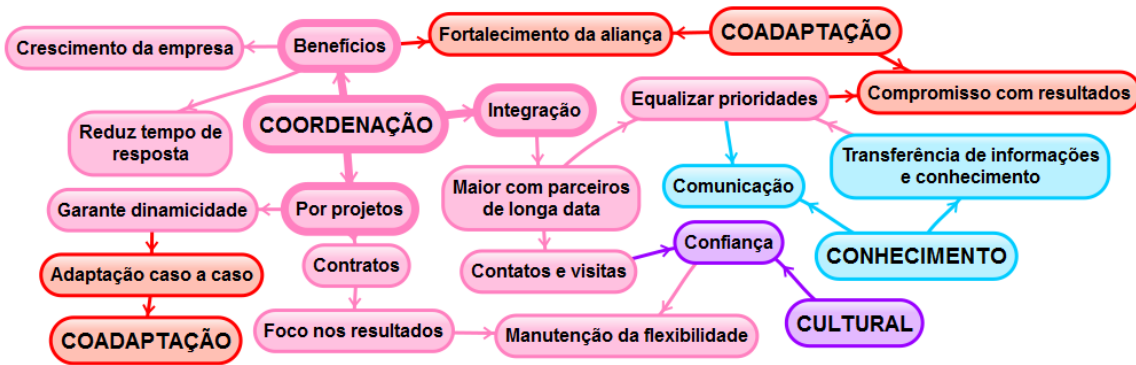 Crescimento da empresa
Benefícios
Fortalecimento da aliança
COADAPTAÇÃO
Reduz tempo de
resposta
COORDENAÇÃO
Integração
Equalizar prioridades
Compromisso com resultados
Transferência de informações
e conhecimento
Garante dinamicidade
Por projetos
Maior com parceiros
de longa data
Comunicação
Adaptação caso a caso
Contratos
Contatos e visitas
Confiança
CONHECIMENTO
COADAPTAÇÃO
Foco nos resultados
Manutenção da flexibilidade
CULTURAL